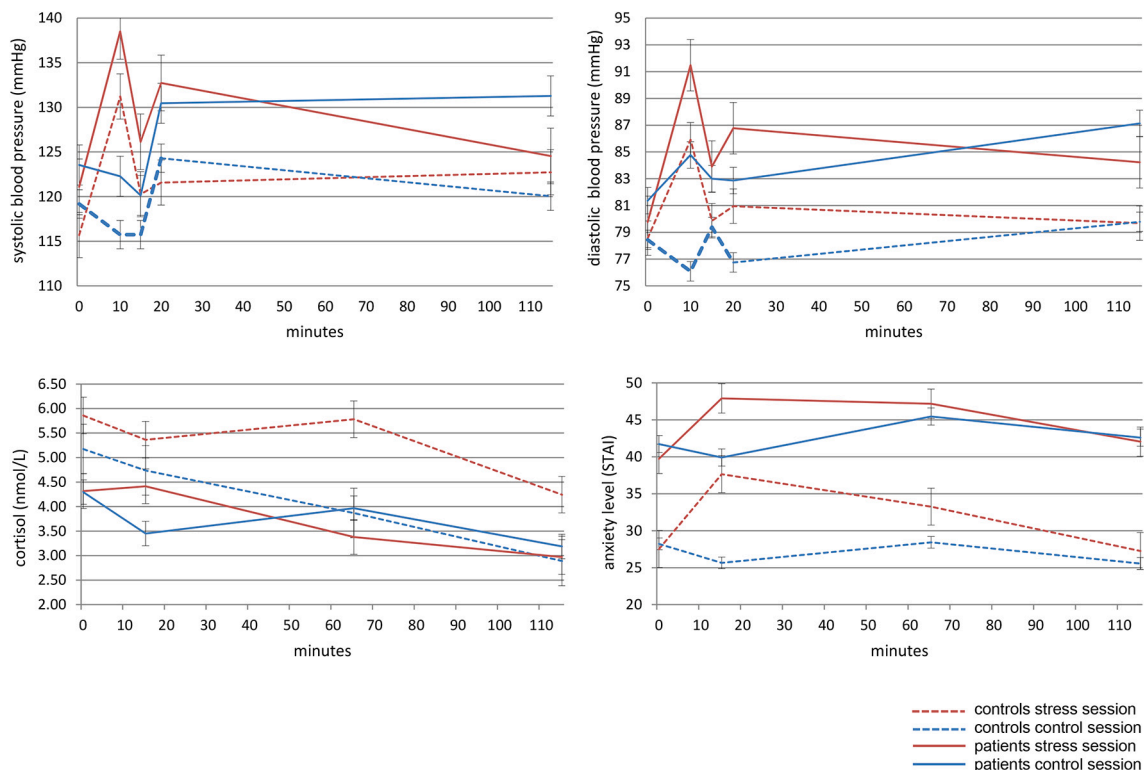 systolic blood pressure (mmHg)
140
135
130
125
120
115
110
0 10 20 30 40 50 60 70 80 90 100 110
minutes
diastolic blood pressure (mmHg)
95
93
91
89
87
85
83
81
79
77
75
0 10 20 30 40 50 60 70 80 90 100 110
minutes
cortisol (nmol/L)
6.50
6.00
5.50
5.00
4.50
4.00
3.50
3.00
2.50
2.00
0 10 20 30 40 50 60 70 80 90 100 110
minutes
anxiety level (STAI)
50
45
40
35
30
25
20
0 10 20 30 40 50 60 70 80 90 100 110
minutes
controls stress session
controls control session
patients stress session
patients control session